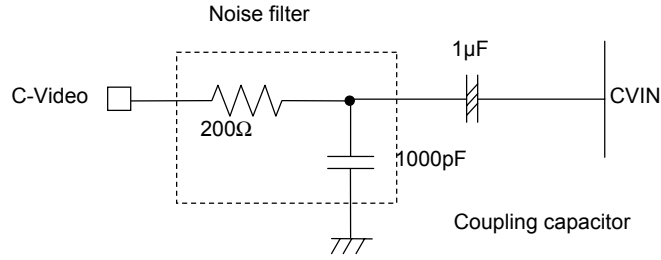 Noise filter
1μF
C-Video
CVIN
200Ω
1000pF
Coupling capacitor